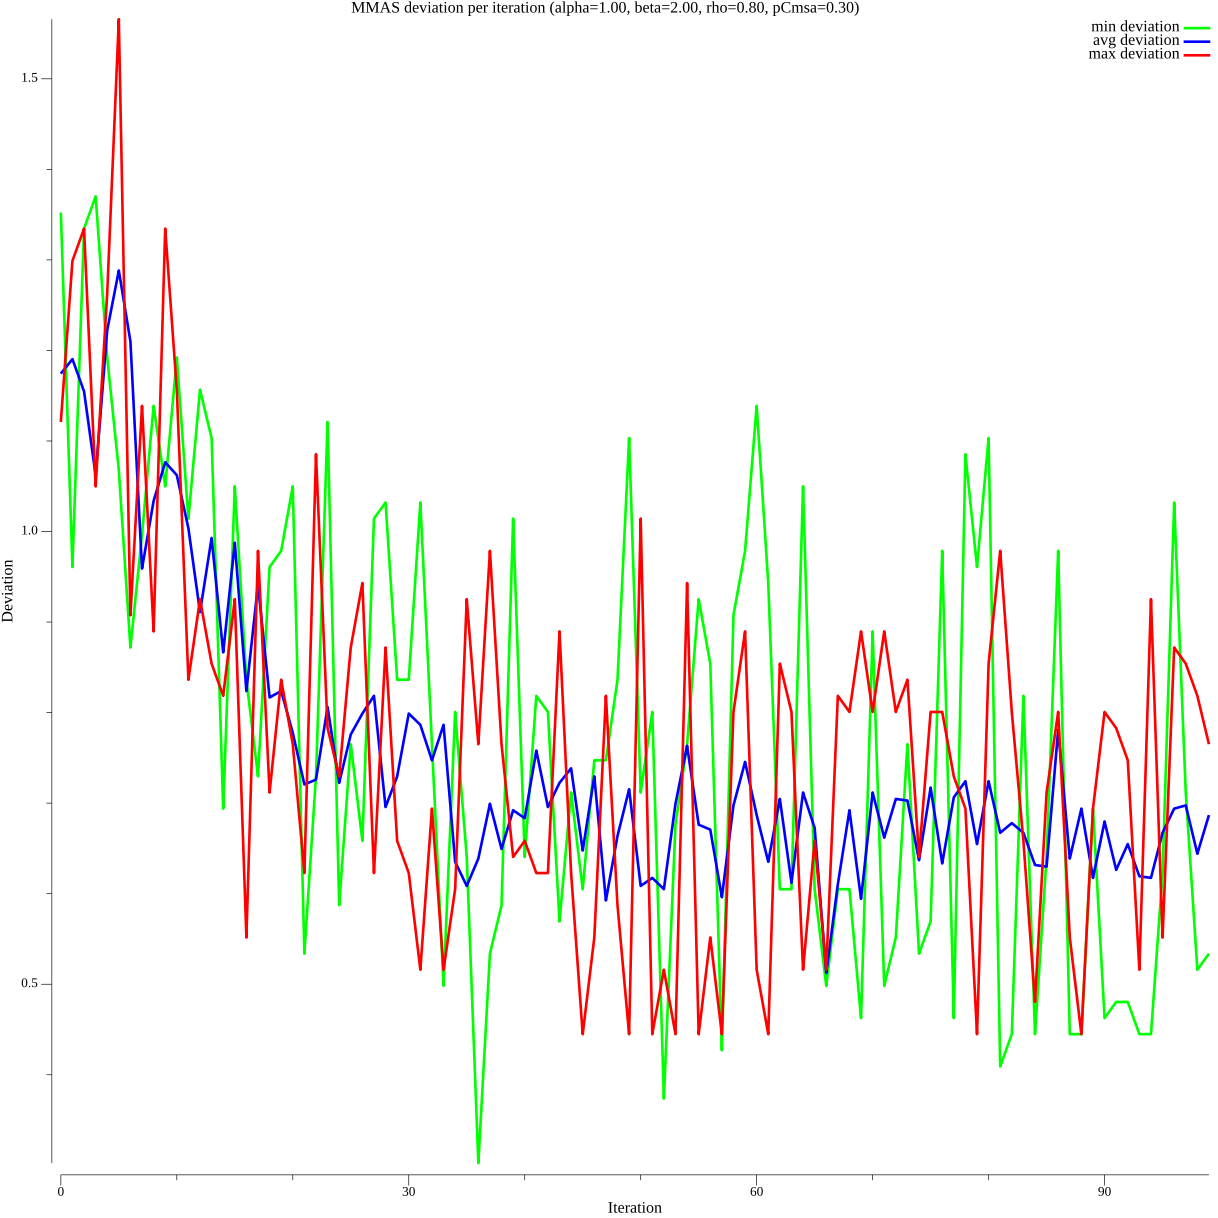 MMAS deviation per iteration (alpha=1.00, beta=2.00, rho=0.80, pCmsa=0.30)
min deviation
avg deviation
max deviation
1.5
1.0
0.5
Deviation
0
30
60
90
Iteration